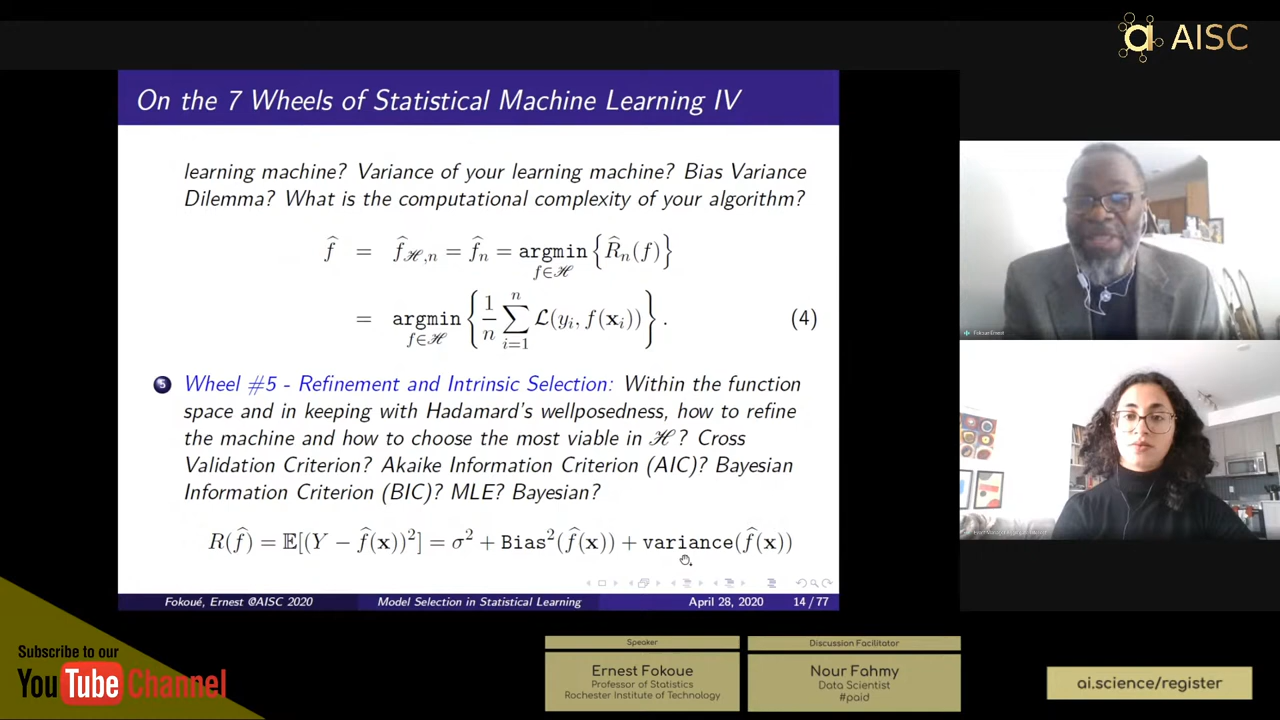 AISC
On the 7 Wheels of Statistical Machine Learning IV
learning machine? Variance of your learning machine? Bias Variance
Dilemma? What is the computational complexity of your algorithm?
f̂ = f̂_ℋ,n = f̂_n = argmin_{f∈ℋ} {R̂_n(f)}
= argmin_{f∈ℋ} {1/n ∑_{i=1}^{n} ℒ(y_i, f(x_i))}. (4)
5 Wheel #5 - Refinement and Intrinsic Selection: Within the function
space and in keeping with Hadamard's wellposedness, how to refine
the machine and how to choose the most viable in ℋ? Cross
Validation Criterion? Akaike Information Criterion (AIC)? Bayesian
Information Criterion (BIC)? MLE? Bayesian?
R(f̂) = 𝔼[(Y − f̂(x))²] = σ² + Bias²(f̂(x)) + variance(f̂(x))
Fokoué, Ernest @AISC 2020 Model Selection in Statistical Learning April 28, 2020 14 / 77
Fokoue Ernest
Subscribe to our
YouTube Channel
Speaker
Ernest Fokoue
Professor of Statistics
Rochester Institute of Technology
Discussion Facilitator
Nour Fahmy
Data Scientist
#paid
ai.science/register